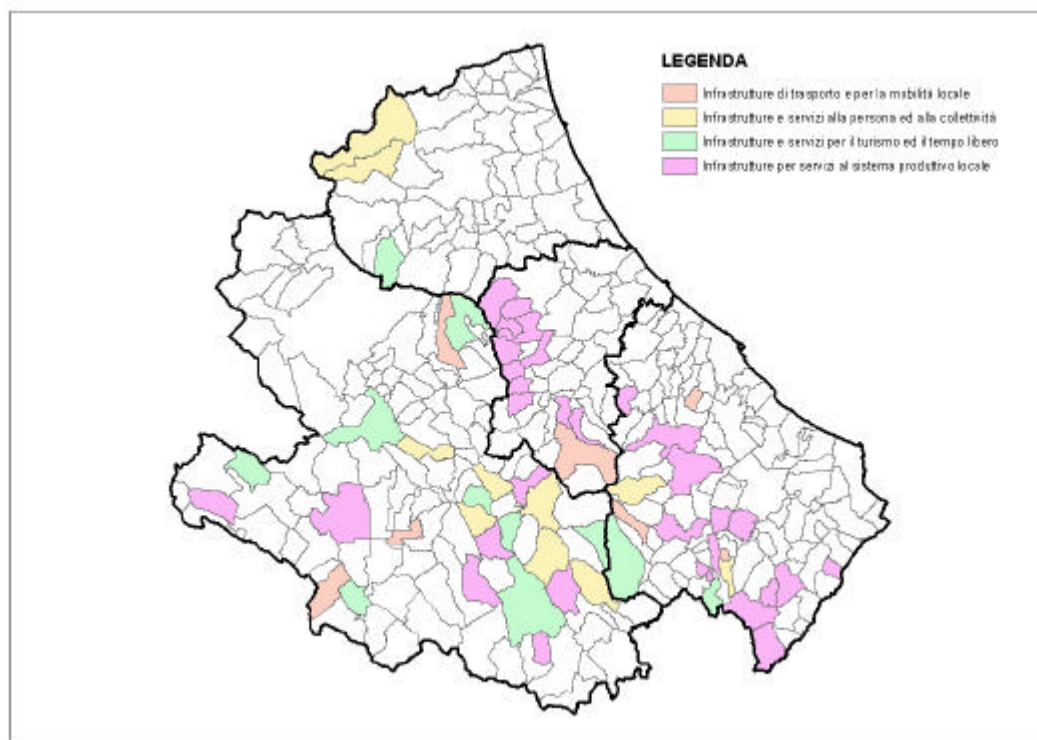 LEGENDA
Infrastrutture di trasporto e per la mobilità locale
Infrastrutture e servizi alla persona ed alla collettività
Infrastrutture e servizi per il turismo ed il tempo libero
Infrastrutture per servizi al sistema produttivo locale